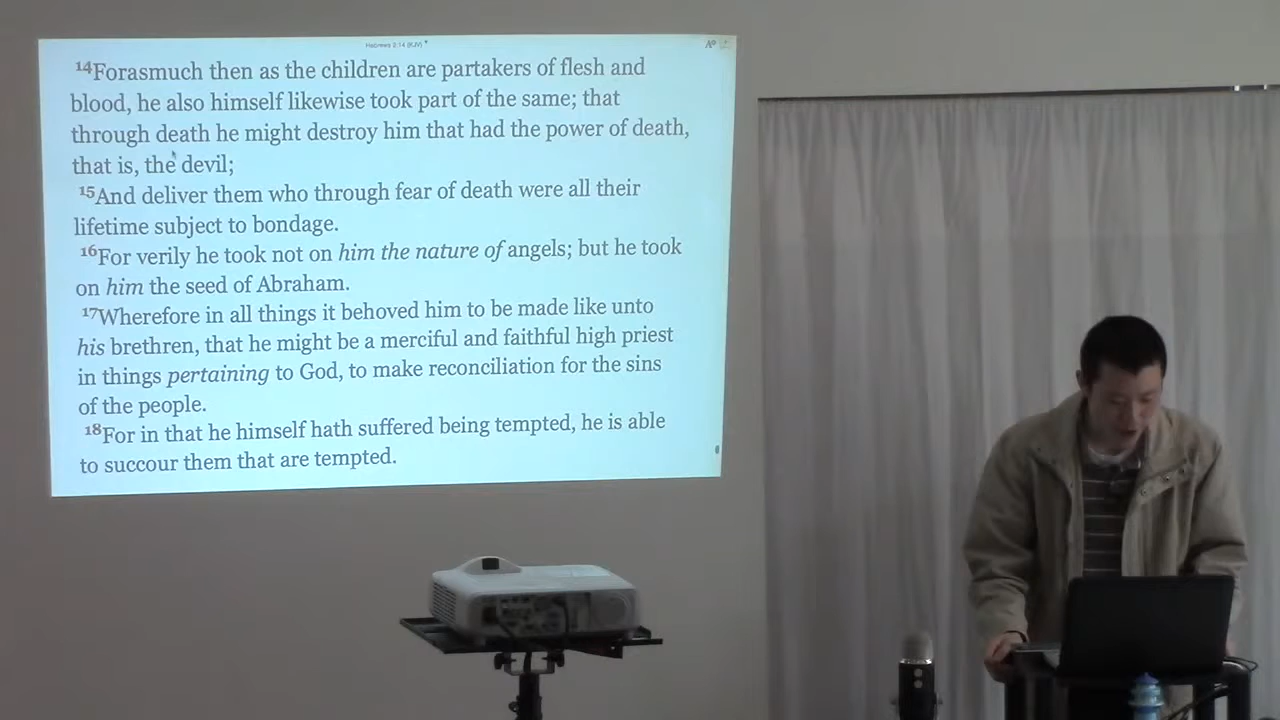 Hebrews 2:14 (KJV)
14Forasmuch then as the children are partakers of flesh and
blood, he also himself likewise took part of the same; that
through death he might destroy him that had the power of death,
that is, the devil;
15And deliver them who through fear of death were all their
lifetime subject to bondage.
16For verily he took not on him the nature of angels; but he took
on him the seed of Abraham.
17Wherefore in all things it behoved him to be made like unto
his brethren, that he might be a merciful and faithful high priest
in things pertaining to God, to make reconciliation for the sins
of the people.
18For in that he himself hath suffered being tempted, he is able
to succour them that are tempted.